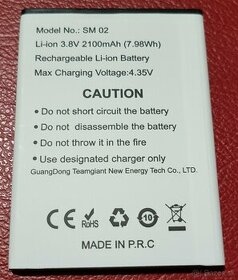 Model No.: SM 02
Li-ion 3.8V 2100mAh (7.98Wh)
Rechargeable Li-ion Battery
Max Charging Voltage:4.35V
CAUTION
• Do not short circuit the battery
• Do not disassemble the battery
• Do not throw it in the fire
• Use designated charger only
GuangDong Teamgiant New Energy Tech Co., Ltd.
CE RoHS 10
MADE IN P.R.C